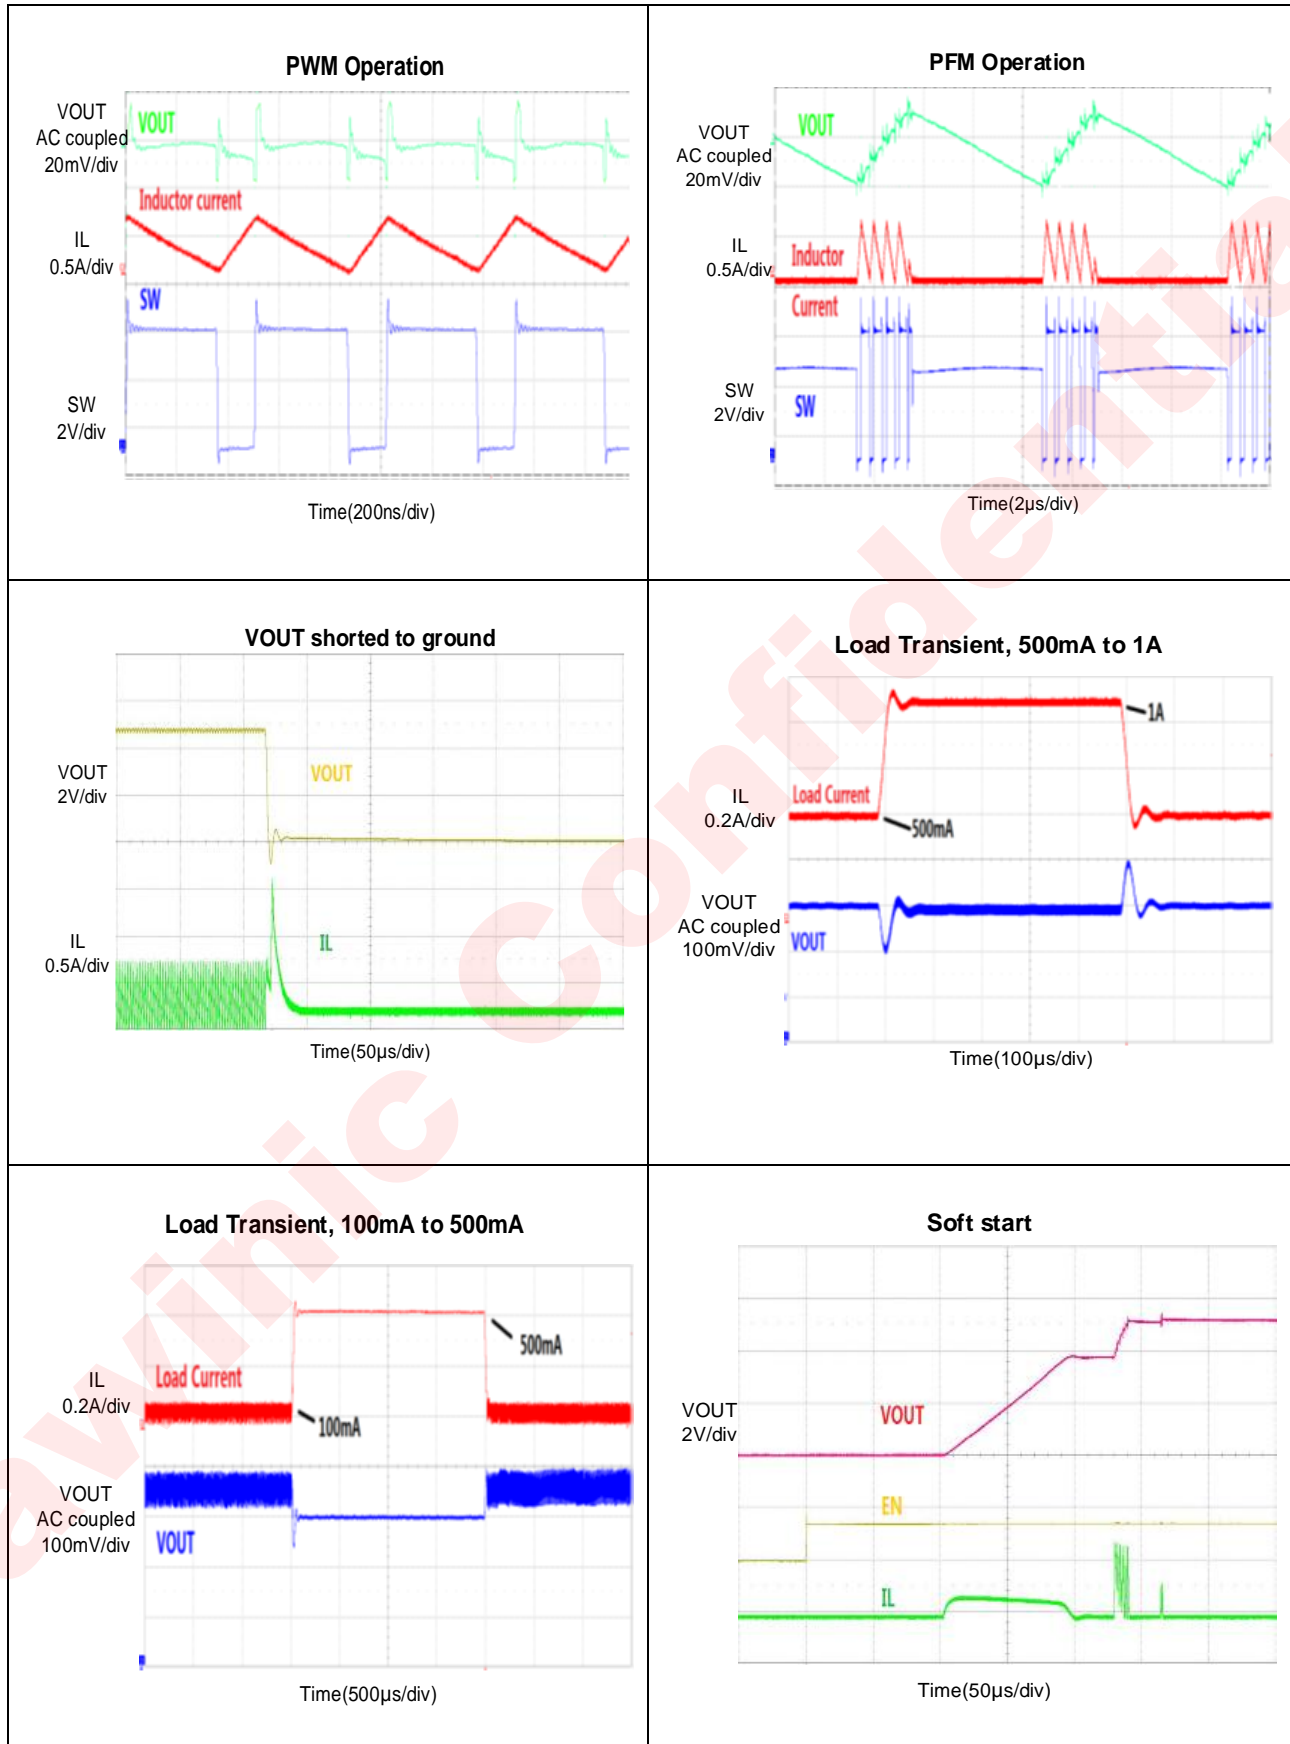 PWM Operation
VOUT
AC coupled
20mV/div
VOUT
Inductor current
IL
0.5A/div
SW
SW
2V/div
Time(200ns/div)
PFM Operation
VOUT
AC coupled
20mV/div
VOUT
IL
0.5A/div
Inductor
Current
SW
2V/div
SW
Time(2µs/div)
VOUT shorted to ground
VOUT
2V/div
VOUT
IL
0.5A/div
IL
Time(50µs/div)
Load Transient, 500mA to 1A
1A
IL
0.2A/div
Load Current
500mA
VOUT
AC coupled
100mV/div
VOUT
Time(100µs/div)
Load Transient, 100mA to 500mA
500mA
IL
0.2A/div
Load Current
100mA
VOUT
AC coupled
100mV/div
VOUT
Time(500µs/div)
Soft start
VOUT
2V/div
VOUT
EN
IL
Time(50µs/div)
awinic Confidential